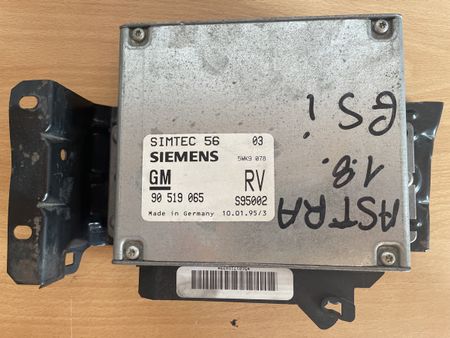 SIMTEC 56 03
SIEMENS 5WK9 078
GM RV
90 519 065 S95002
Made in Germany 10.01.95/3
ASTRA
1.8.
GSi